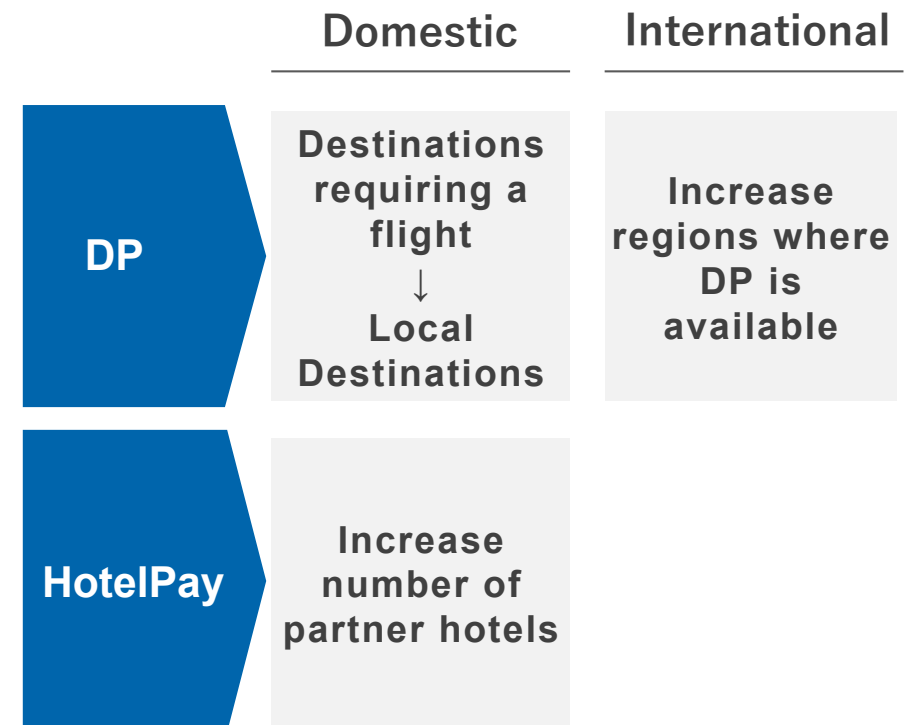 Domestic
International
DP
Destinations
requiring a
flight
↓
Local
Destinations
Increase
regions where
DP is
available
HotelPay
Increase
number of
partner hotels